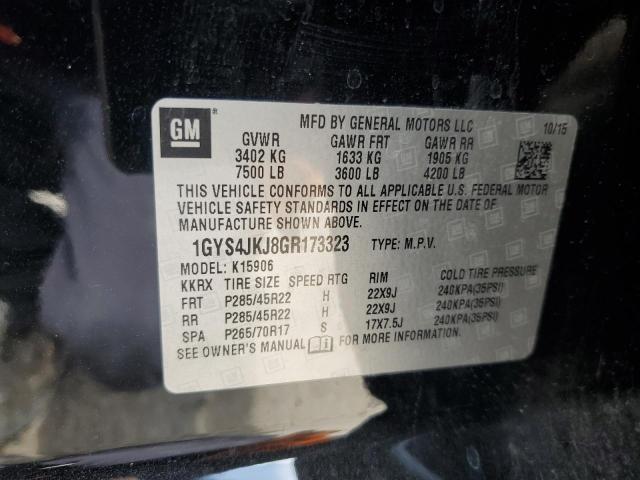 GM
MFD BY GENERAL MOTORS LLC 10/15
GVWR GAWR FRT GAWR RR
3402 KG 1633 KG 1905 KG
7500 LB 3600 LB 4200 LB
THIS VEHICLE CONFORMS TO ALL APPLICABLE U.S. FEDERAL MOTOR
VEHICLE SAFETY STANDARDS IN EFFECT ON THE DATE OF
MANUFACTURE SHOWN ABOVE.
1GYS4JKJ8GR173323 TYPE: M.P.V.
MODEL: K15906
KKRX TIRE SIZE SPEED RTG RIM COLD TIRE PRESSURE
FRT P285/45R22 H 22X9J 240KPA(35PSI)
RR P285/45R22 H 22X9J 240KPA(35PSI)
SPA P265/70R17 S 17X7.5J 240KPA(35PSI)
SEE OWNER'S MANUAL FOR MORE INFORMATION.